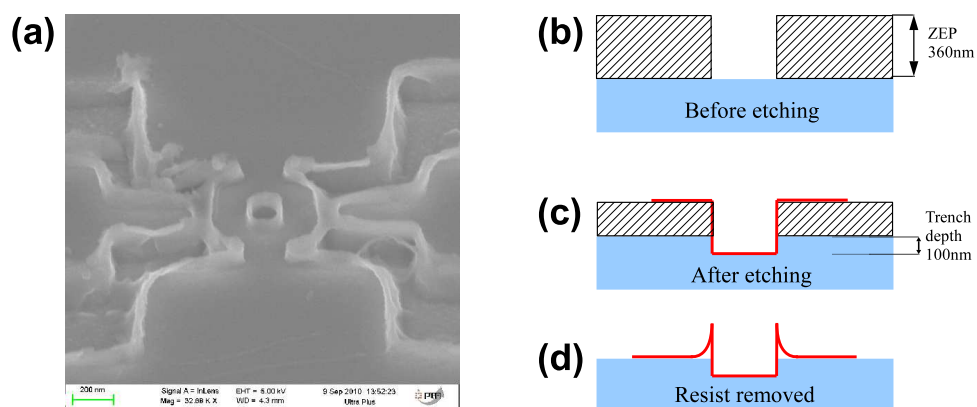 (a)
200 nm
Signal A = InLens
EHT = 5.00 kV
9 Sep 2010 13:52:23
Mag = 32.68 K X
WD = 4.3 mm
Ultra Plus
(b)
ZEP
360nm
Before etching
(c)
Trench
depth
100nm
After etching
(d)
Resist removed